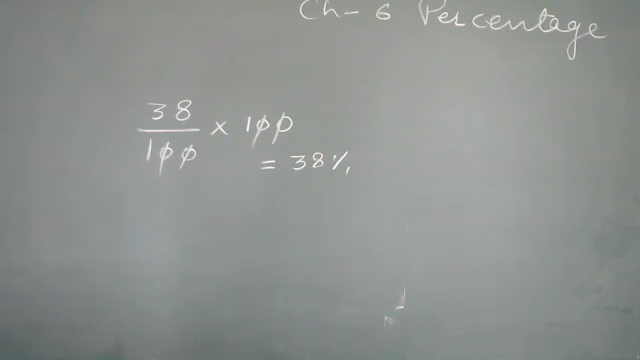 Ch- 6 Percentage
38/100 × 100
= 38%